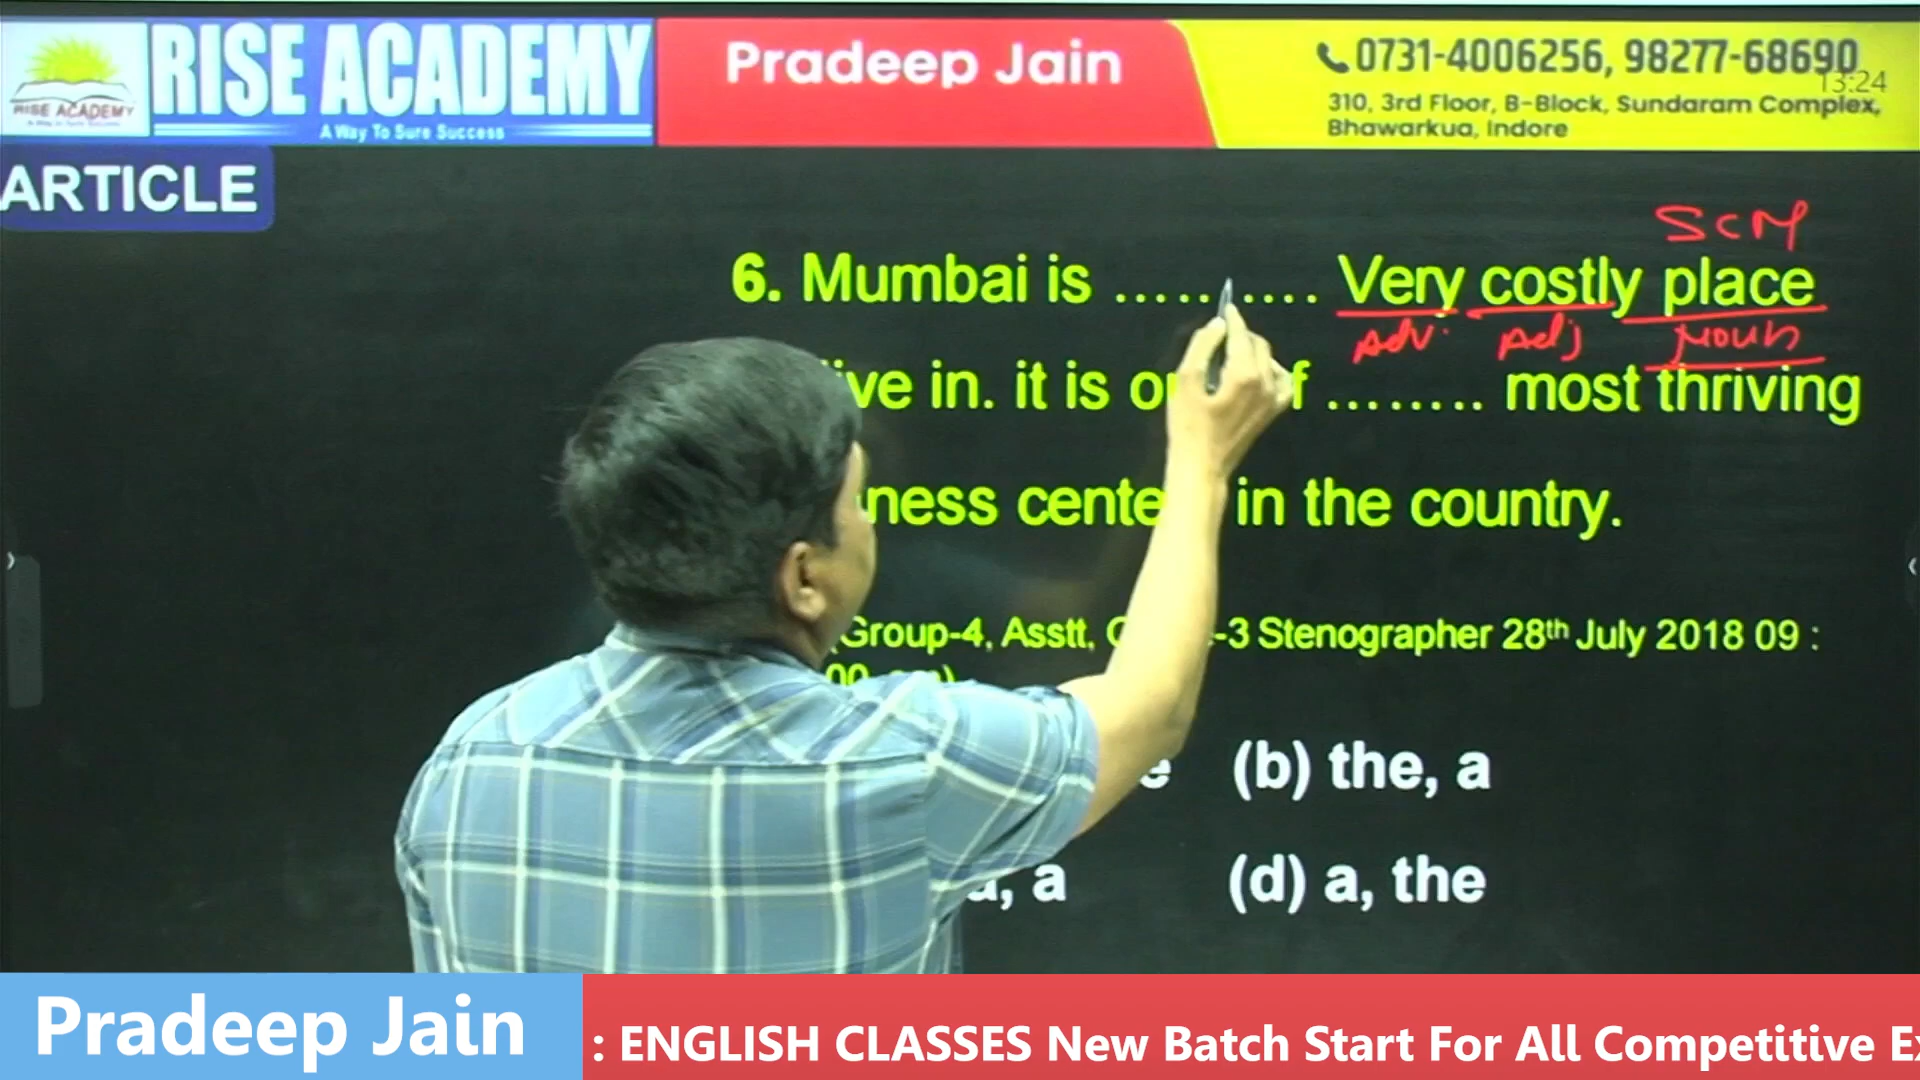 RISE ACADEMY
A Way To Sure Success
RISE ACADEMY
Pradeep Jain
0731-4006256, 98277-68690
13:24
310, 3rd Floor, B-Block, Sundaram Complex,
Bhawarkua, Indore
ARTICLE
SCN
6. Mumbai is .......... Very costly place
Adv. Adj Noun
ive in. it is of ........ most thriving
ness cente in the country.
(Group-4, Asstt, -3 Stenographer 28th July 2018 09 :
(b) the, a
a, a
(d) a, the
Pradeep Jain
: ENGLISH CLASSES New Batch Start For All Competitive Ex